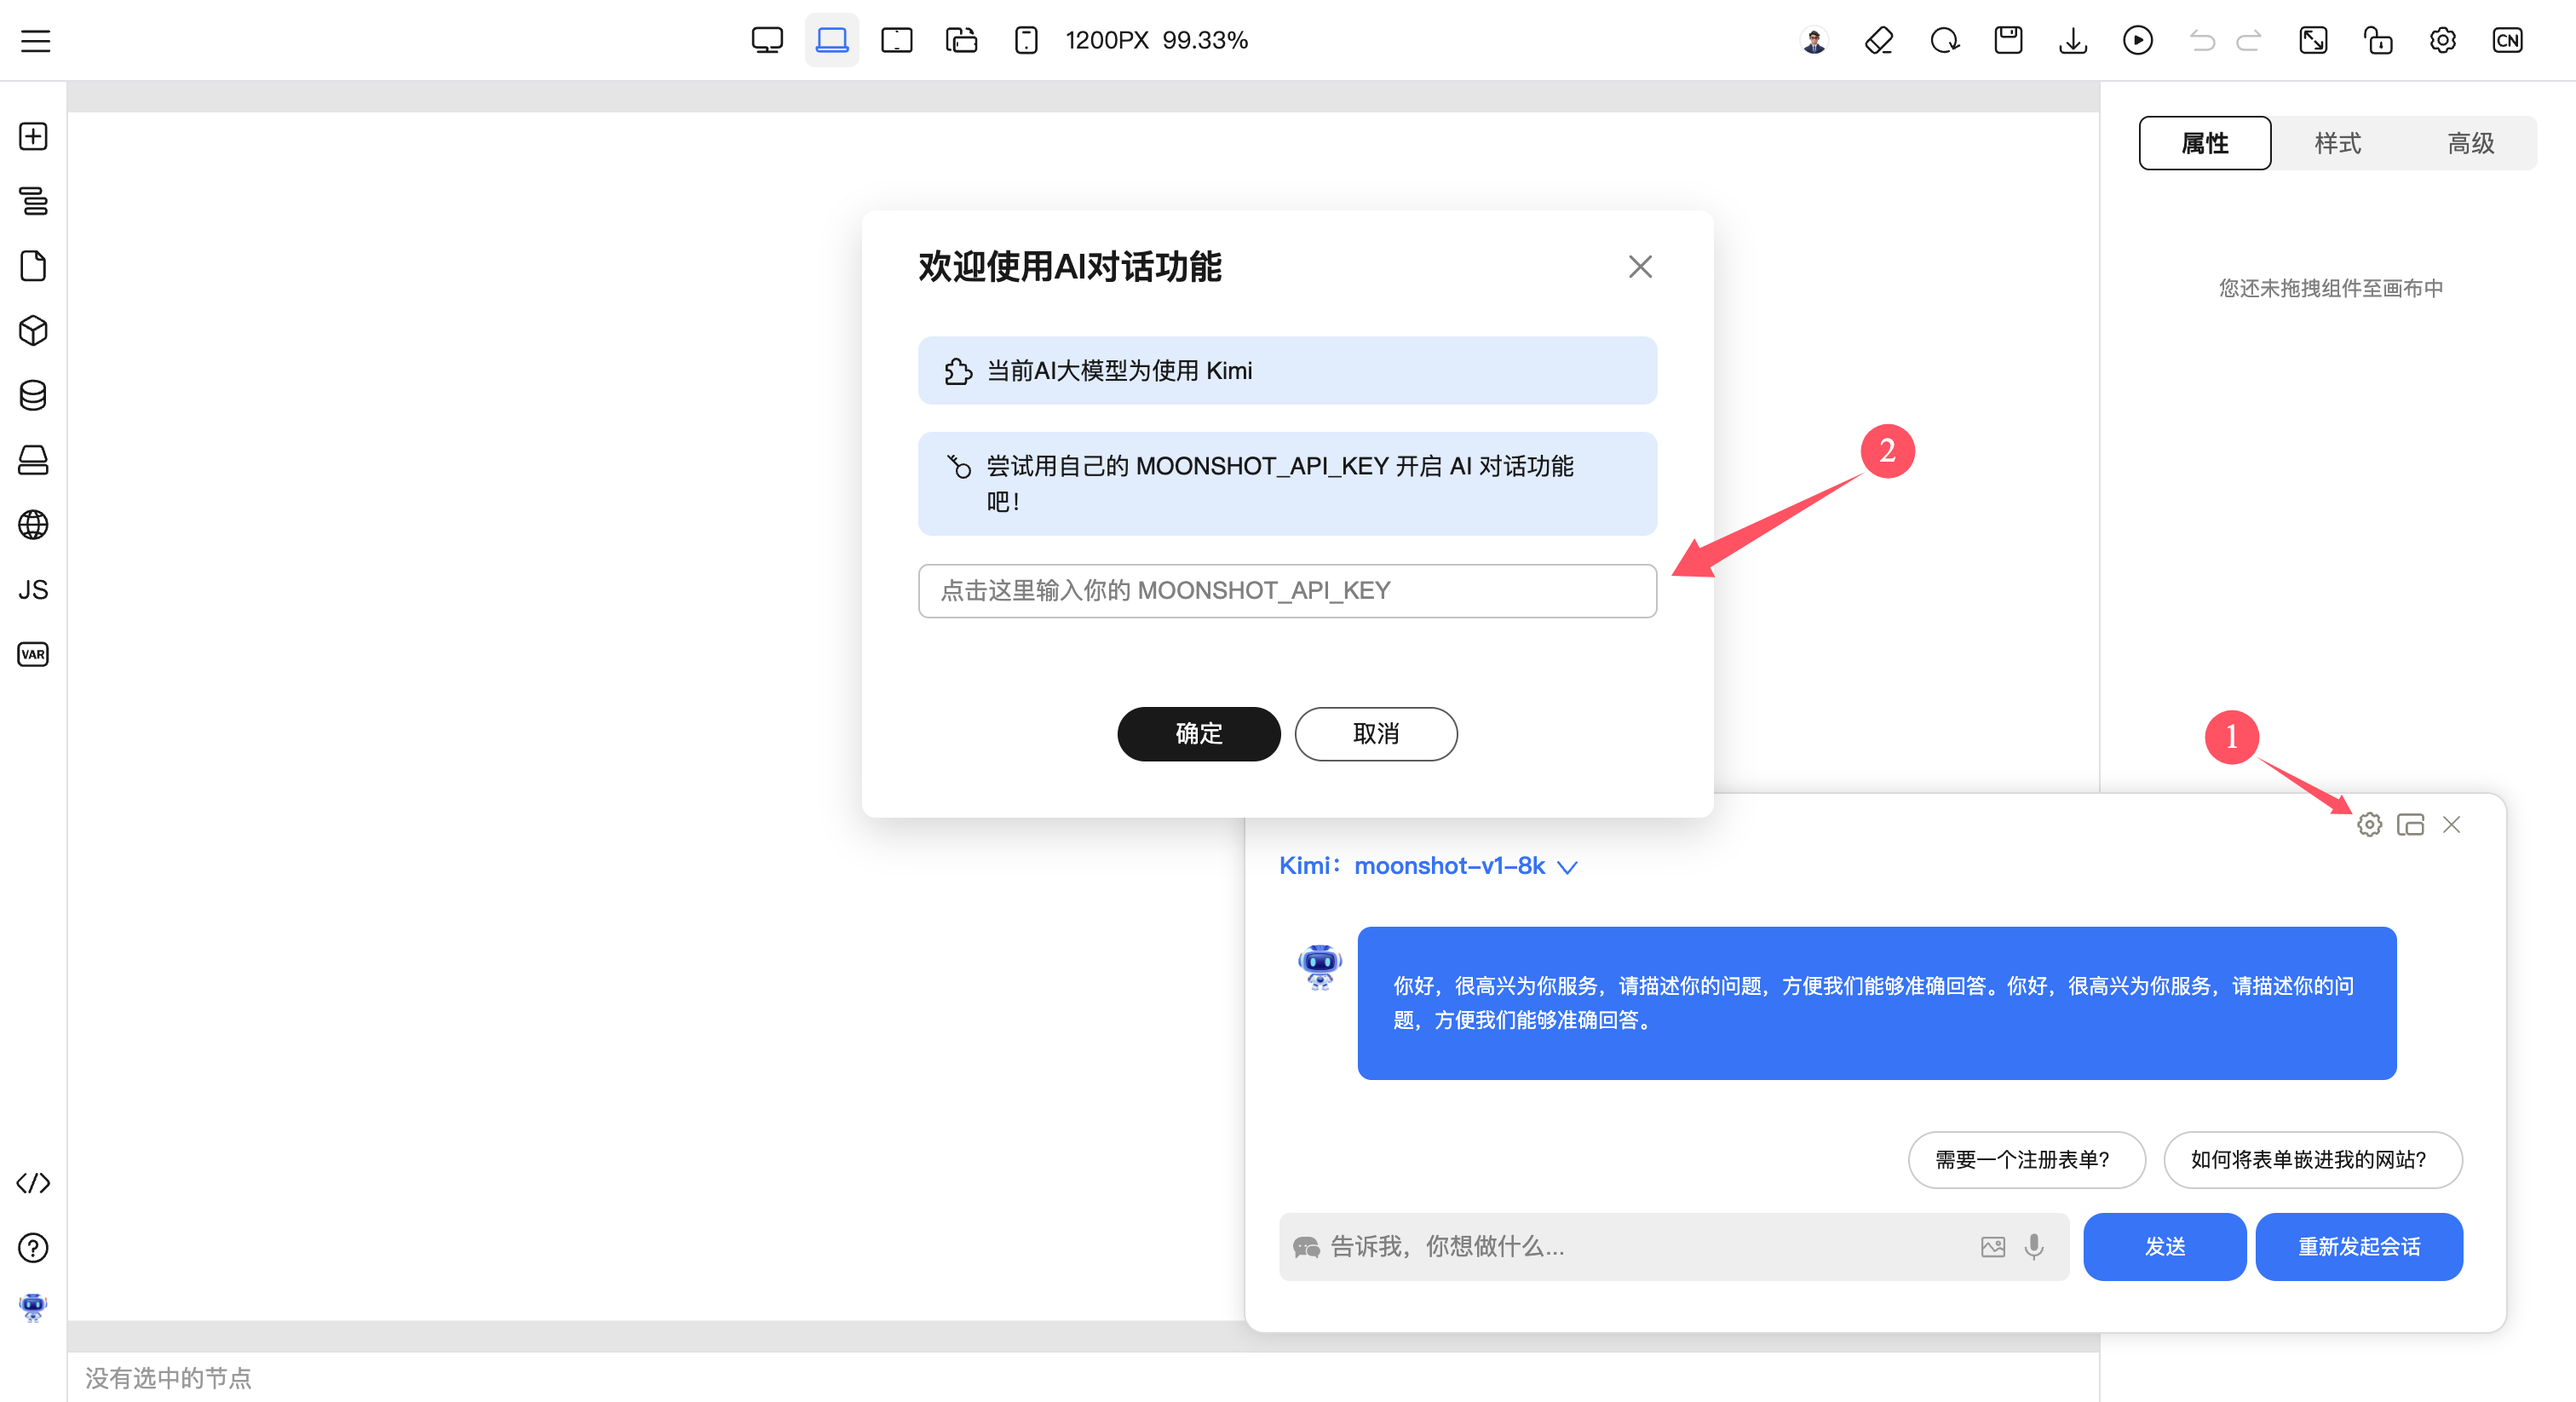 1200PX 99.33%
CN
属性 样式 高级
您还未拖拽组件至画布中
欢迎使用AI对话功能
当前AI大模型为使用 Kimi
尝试用自己的 MOONSHOT_API_KEY 开启 AI 对话功能
吧！
点击这里输入你的 MOONSHOT_API_KEY
确定 取消
2
1
JS
VAR
Kimi：moonshot-v1-8k
你好，很高兴为你服务，请描述你的问题，方便我们能够准确回答。你好，很高兴为你服务，请描述你的问
题，方便我们能够准确回答。
需要一个注册表单？ 如何将表单嵌进我的网站？
告诉我，你想做什么...
发送 重新发起会话
没有选中的节点